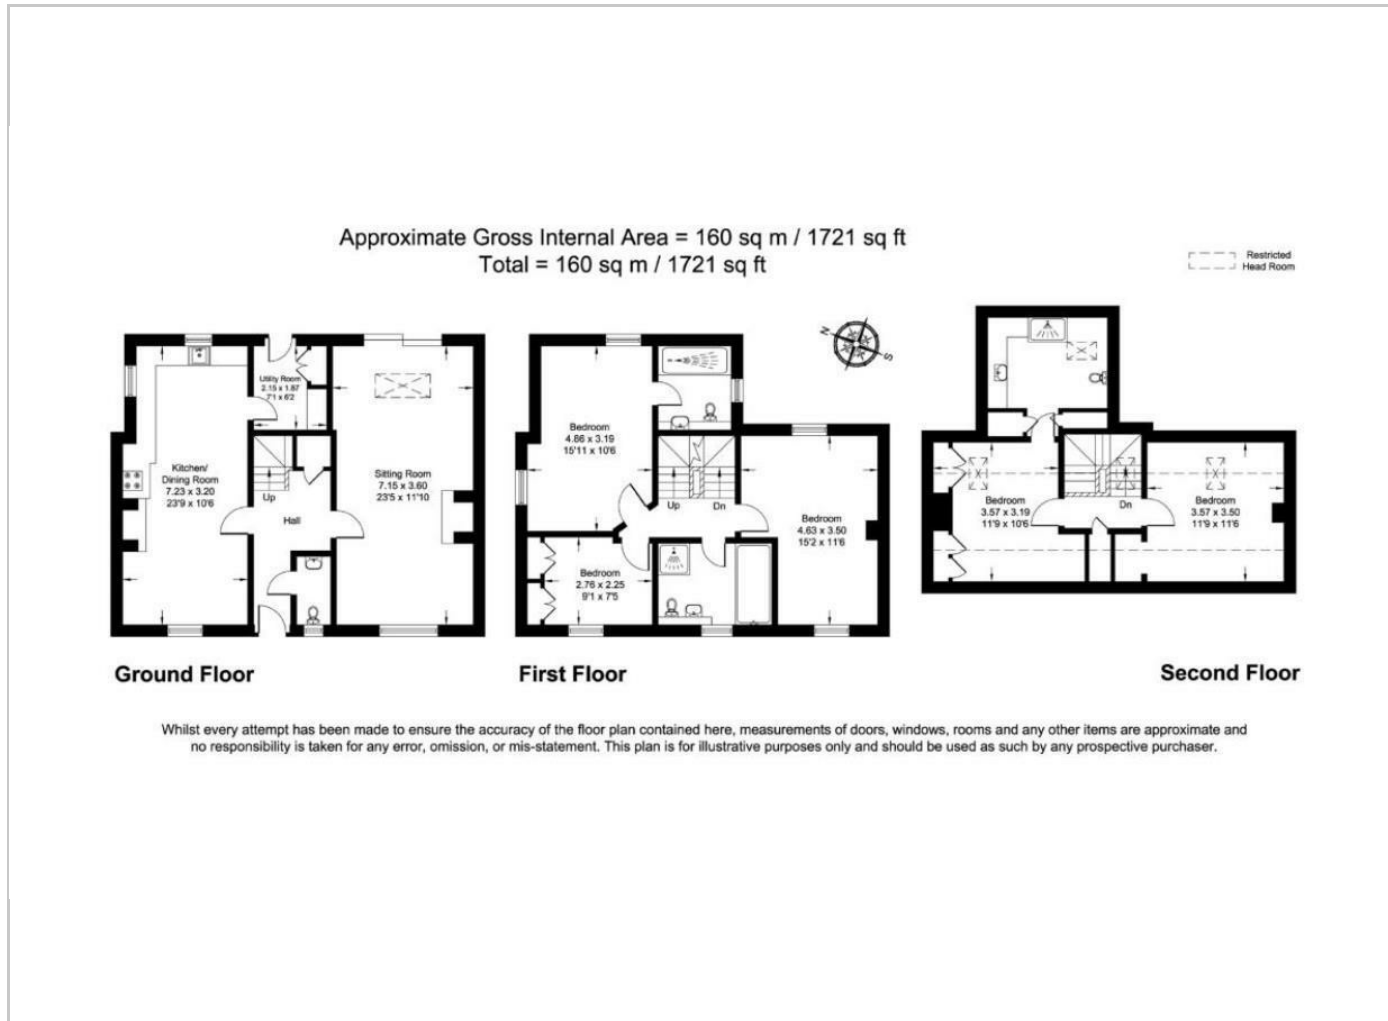 Approximate Gross Internal Area = 160 sq m / 1721 sq ft
Total = 160 sq m / 1721 sq ft
Restricted
Head Room
N
S
Utility Room
2.15 x 1.87
7'1 x 6'2
Kitchen/
Dining Room
7.23 x 3.20
23'9 x 10'6
Up
Hall
Sitting Room
7.15 x 3.60
23'5 x 11'10
Ground Floor
Bedroom
4.86 x 3.19
15'11 x 10'6
Up
Dn
Bedroom
4.63 x 3.50
15'2 x 11'6
Bedroom
2.76 x 2.25
9'1 x 7'5
First Floor
Bedroom
3.57 x 3.19
11'9 x 10'6
Dn
Bedroom
3.57 x 3.50
11'9 x 11'6
Second Floor
Whilst every attempt has been made to ensure the accuracy of the floor plan contained here, measurements of doors, windows, rooms and any other items are approximate and
no responsibility is taken for any error, omission, or mis-statement. This plan is for illustrative purposes only and should be used as such by any prospective purchaser.